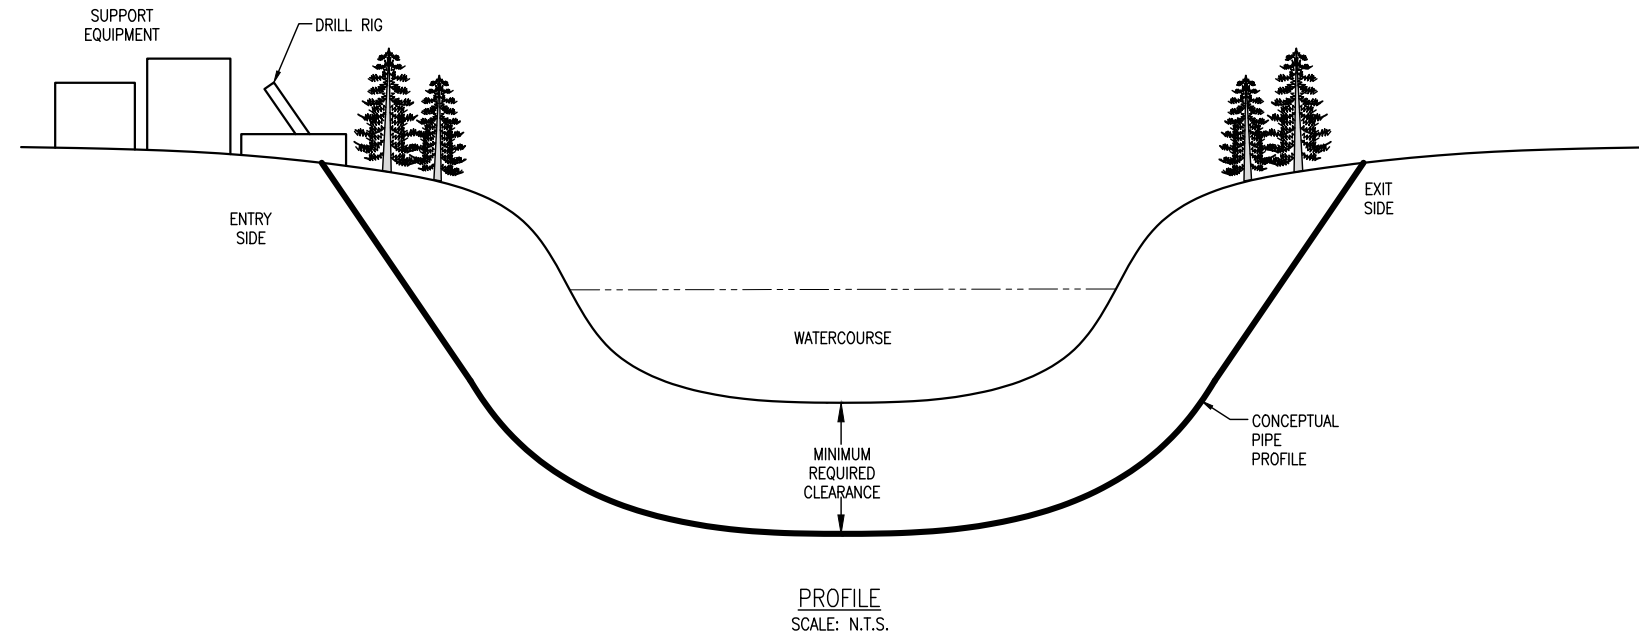 SUPPORT
EQUIPMENT
DRILL RIG
ENTRY
SIDE
EXIT
SIDE
WATERCOURSE
CONCEPTUAL
PIPE
PROFILE
MINIMUM
REQUIRED
CLEARANCE
PROFILE
SCALE: N.T.S.